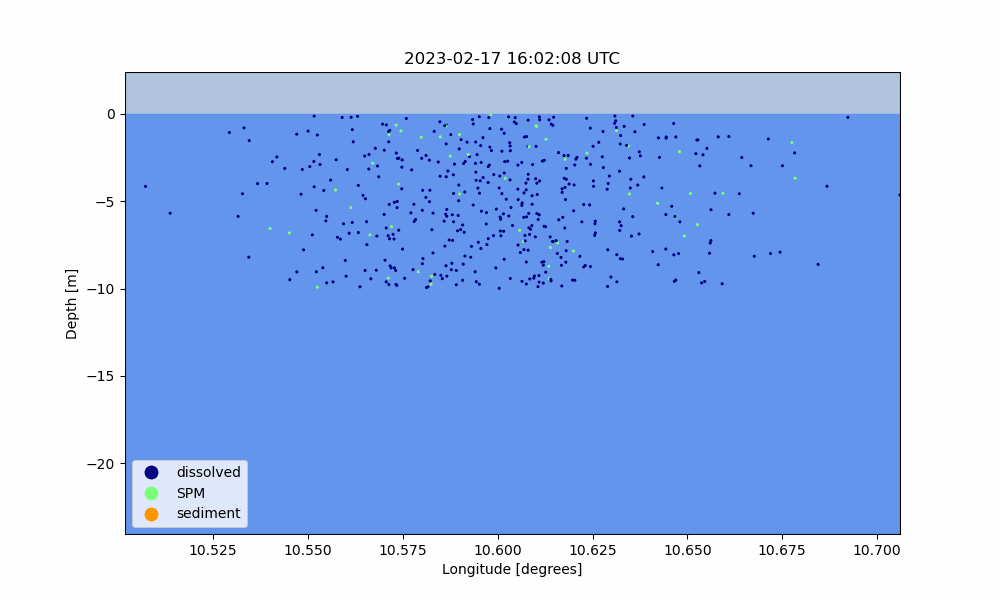 2023-02-17 16:02:08 UTC
0
−5
−10
−15
−20
Depth [m]
dissolved
SPM
sediment
10.525 10.550 10.575 10.600 10.625 10.650 10.675 10.700
Longitude [degrees]